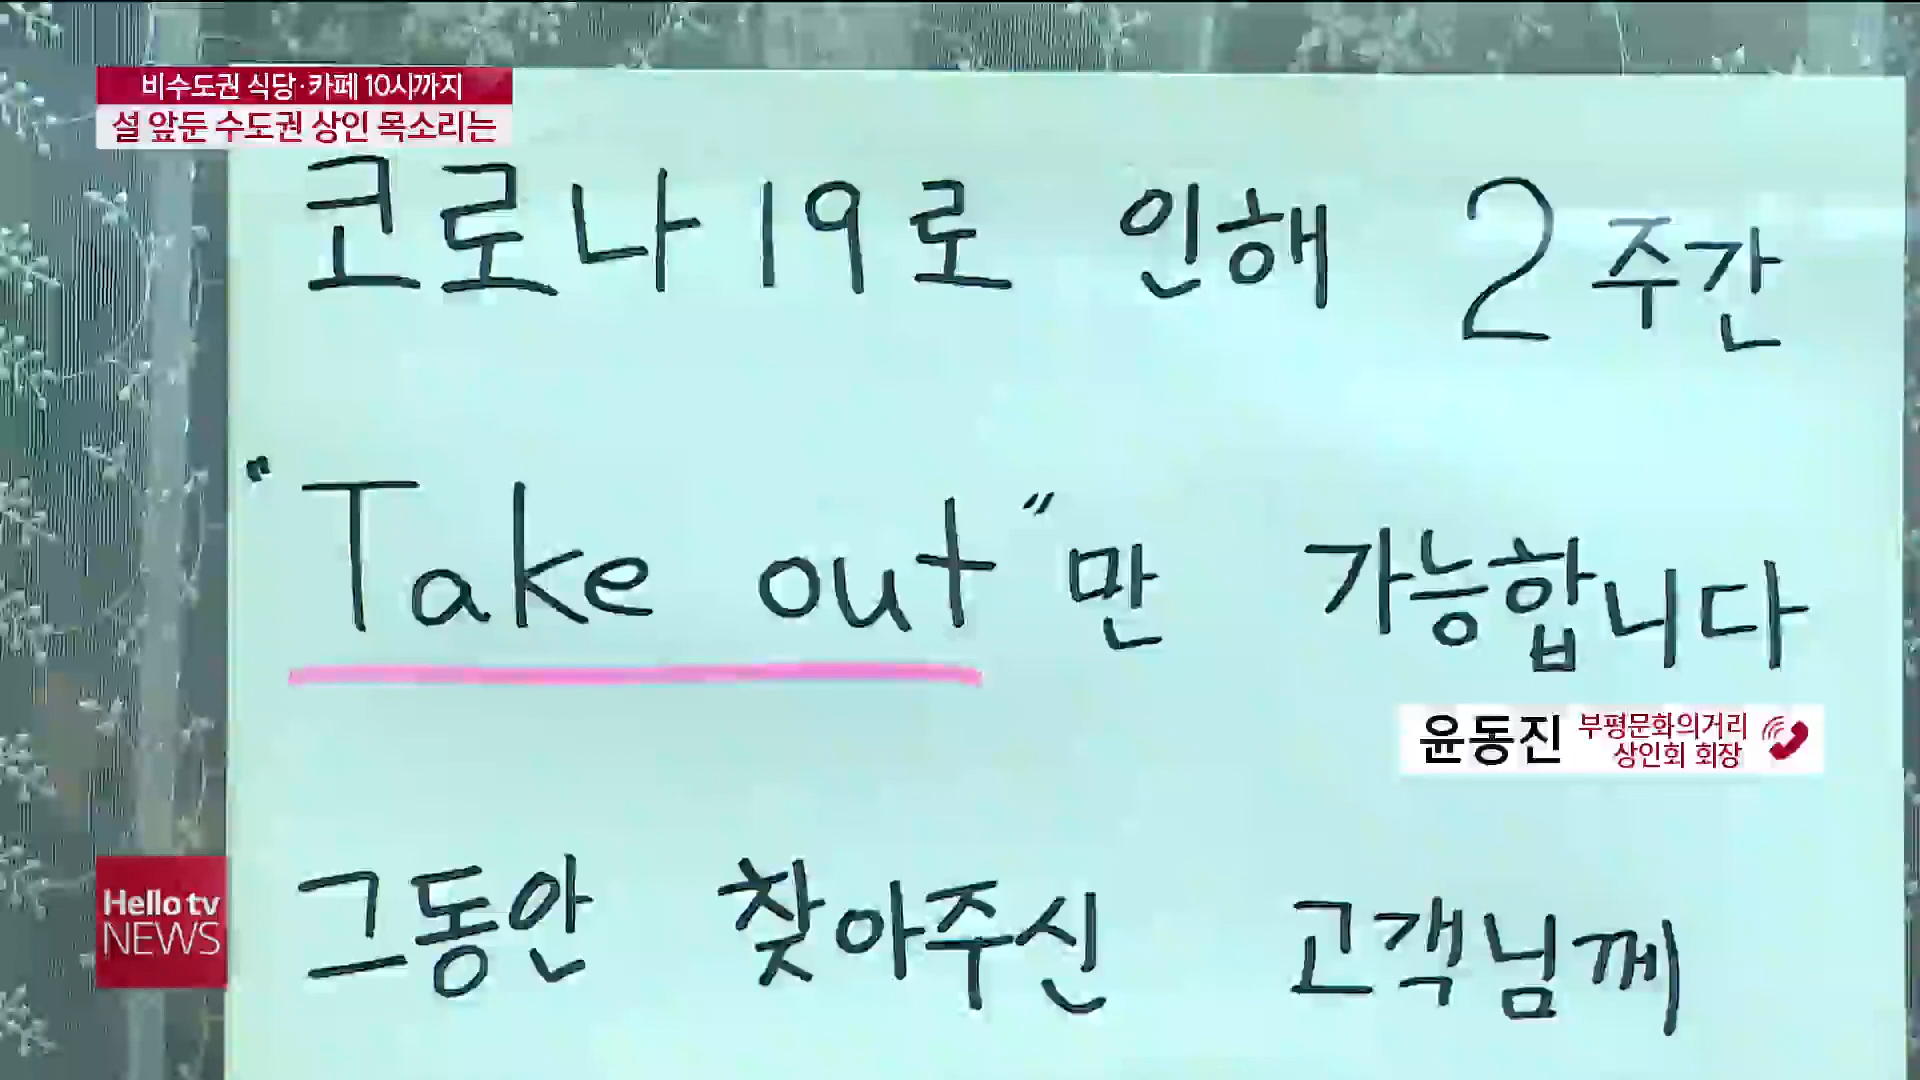 비수도권 식당·카페 10시까지
설 앞둔 수도권 상인 목소리는
코로나19로 인해 2주간
"Take out"만 가능합니다
윤동진 부평문화의거리
상인회 회장
그동안 찾아주신 고객님께
Hello tv
NEWS